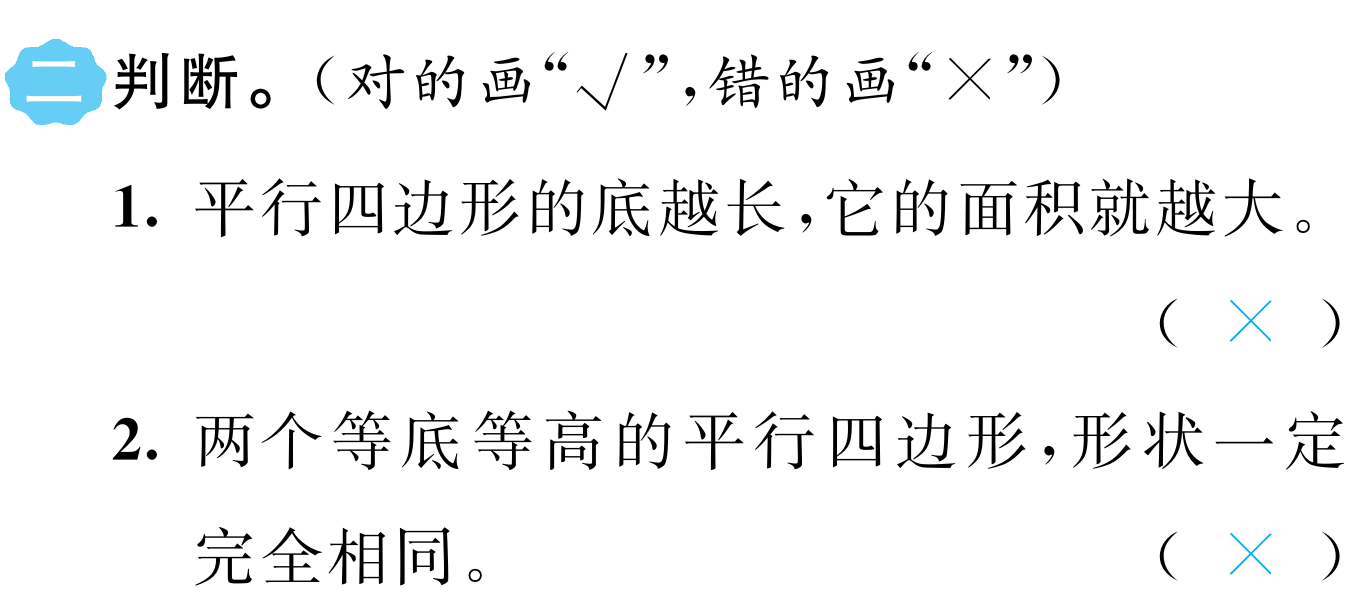 二 判断。(对的画“√”,错的画“×”)
1. 平行四边形的底越长,它的面积就越大。
( × )
2. 两个等底等高的平行四边形,形状一定
完全相同。 ( × )